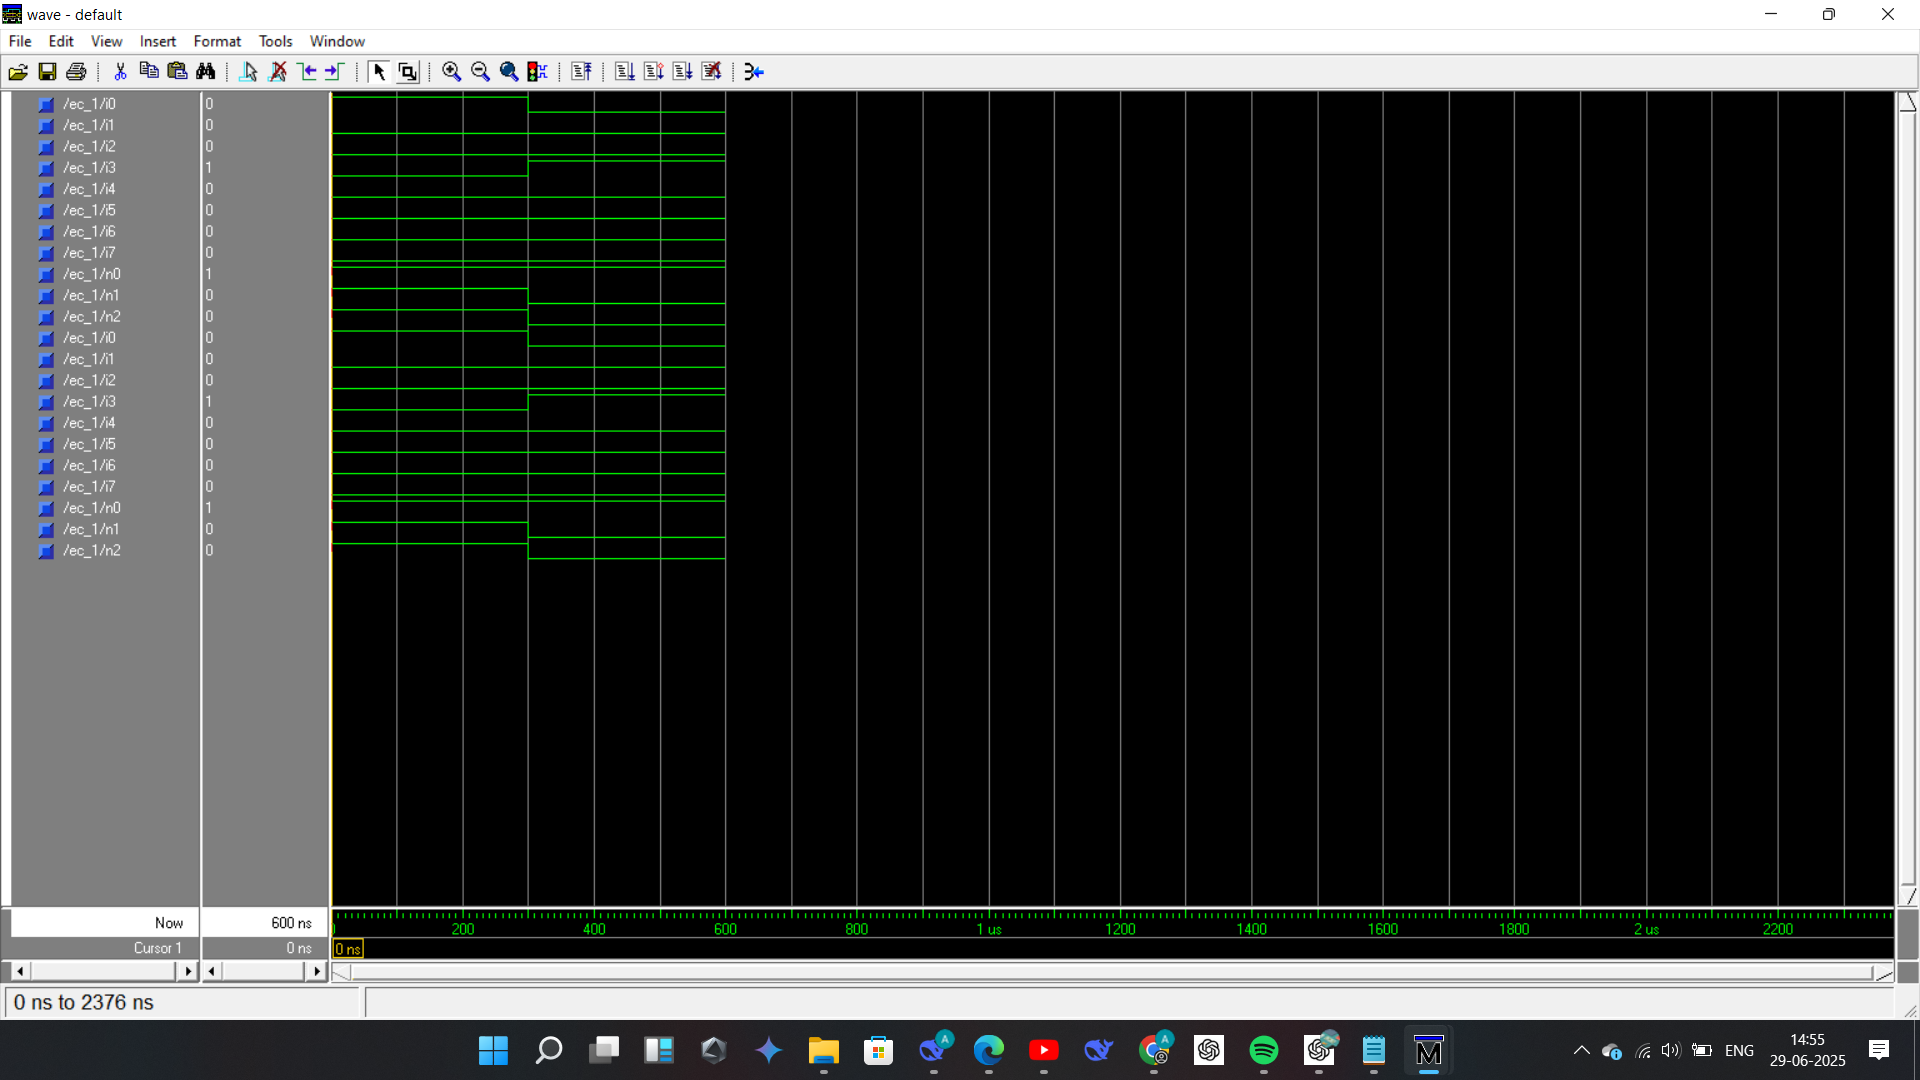 wave - default
File Edit View Insert Format Tools Window
/ec_1/i0 0
/ec_1/i1 0
/ec_1/i2 0
/ec_1/i3 1
/ec_1/i4 0
/ec_1/i5 0
/ec_1/i6 0
/ec_1/i7 0
/ec_1/n0 1
/ec_1/n1 0
/ec_1/n2 0
/ec_1/i0 0
/ec_1/i1 0
/ec_1/i2 0
/ec_1/i3 1
/ec_1/i4 0
/ec_1/i5 0
/ec_1/i6 0
/ec_1/i7 0
/ec_1/n0 1
/ec_1/n1 0
/ec_1/n2 0
Now 600 ns 200 400 600 800 1 us 1200 1400 1600 1800 2 us 2200
Cursor 1 0 ns 0 ns
0 ns to 2376 ns
ENG 14:55
29-06-2025